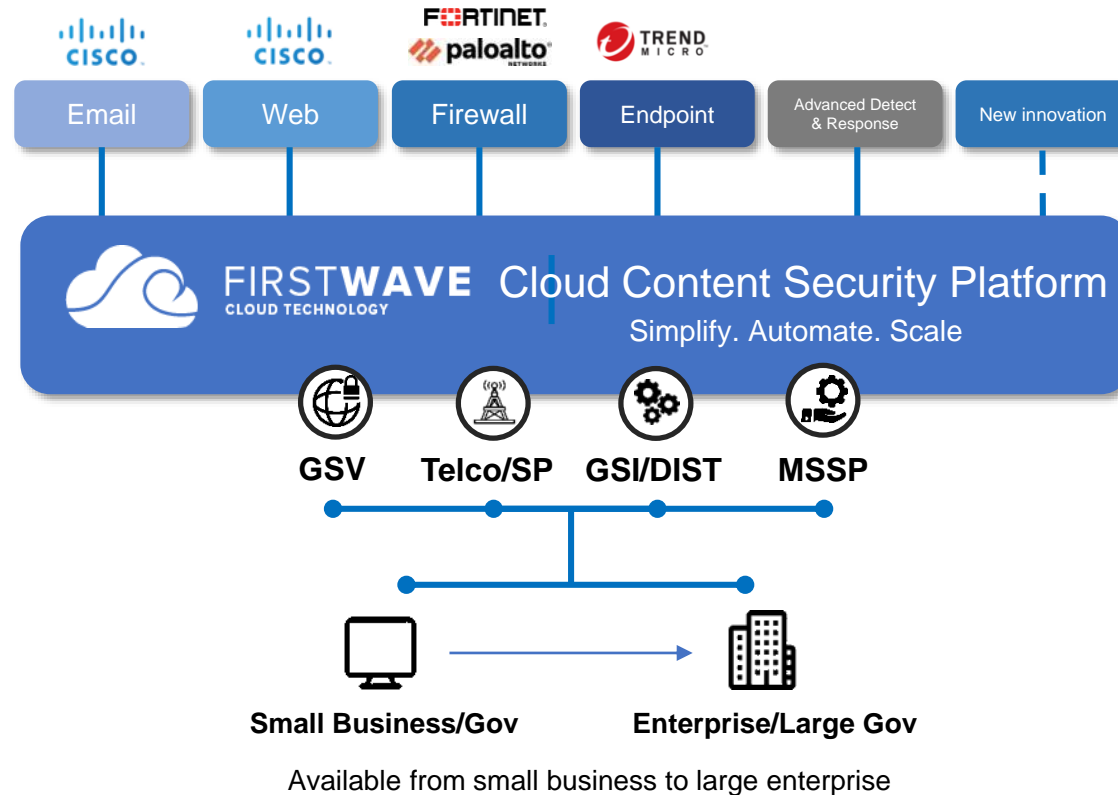 CISCO
CISCO
FORTINET
paloalto
NETWORKS
TREND
MICRO
Email
Web
Firewall
Endpoint
Advanced Detect
& Response
New innovation
FIRSTWAVE Cloud Content Security Platform
CLOUD TECHNOLOGY
Simplify. Automate. Scale
GSV Telco/SP GSI/DIST MSSP
Small Business/Gov Enterprise/Large Gov
Available from small business to large enterprise